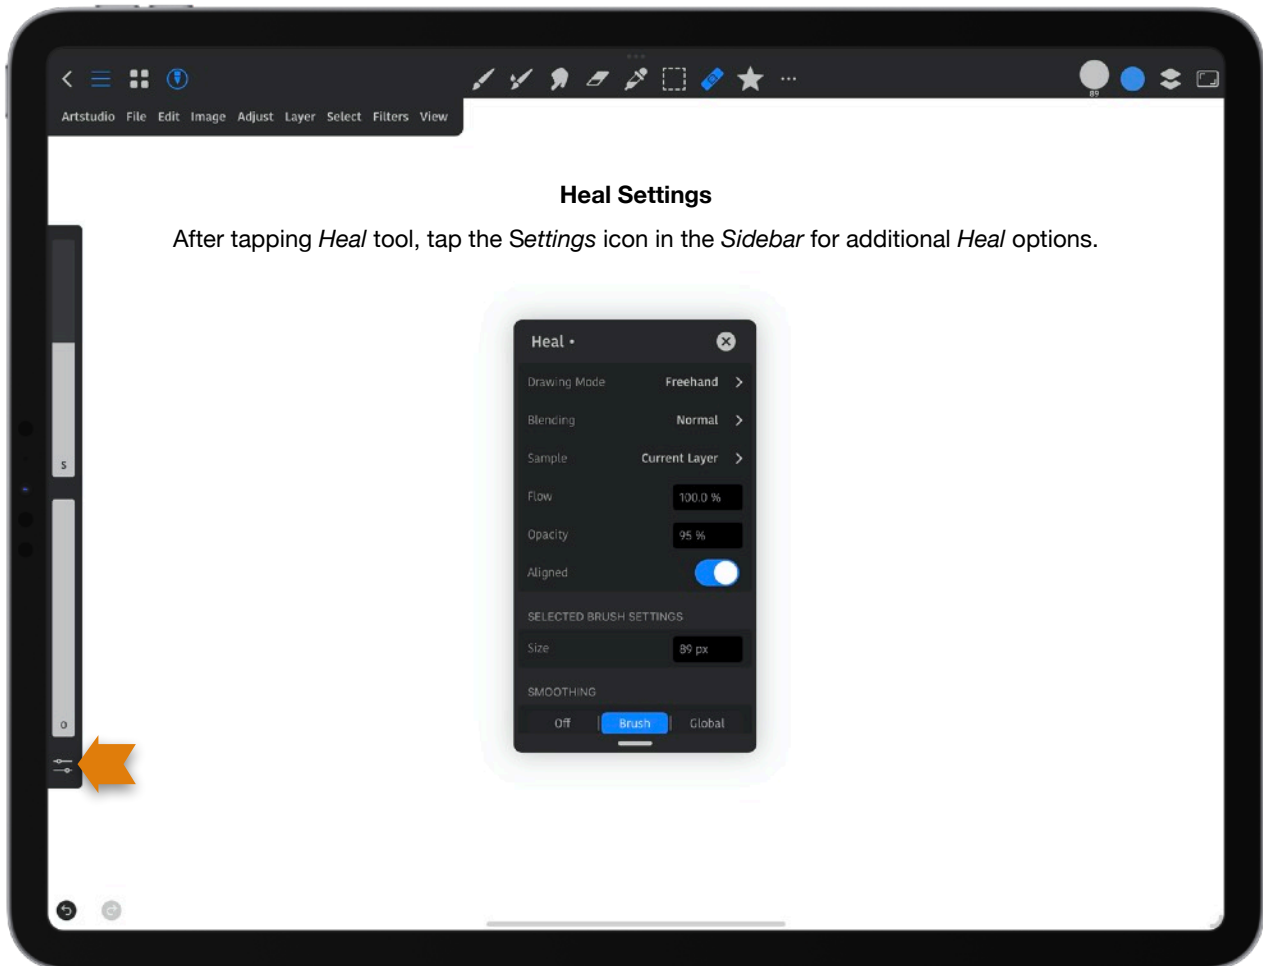 89
Artstudio File Edit Image Adjust Layer Select Filters View
Heal Settings
After tapping Heal tool, tap the Settings icon in the Sidebar for additional Heal options.
Heal •
Drawing Mode Freehand
Blending Normal
Sample Current Layer
Flow 100.0 %
Opacity 95 %
Aligned
SELECTED BRUSH SETTINGS
Size 89 px
SMOOTHING
Off Brush Global
S
O